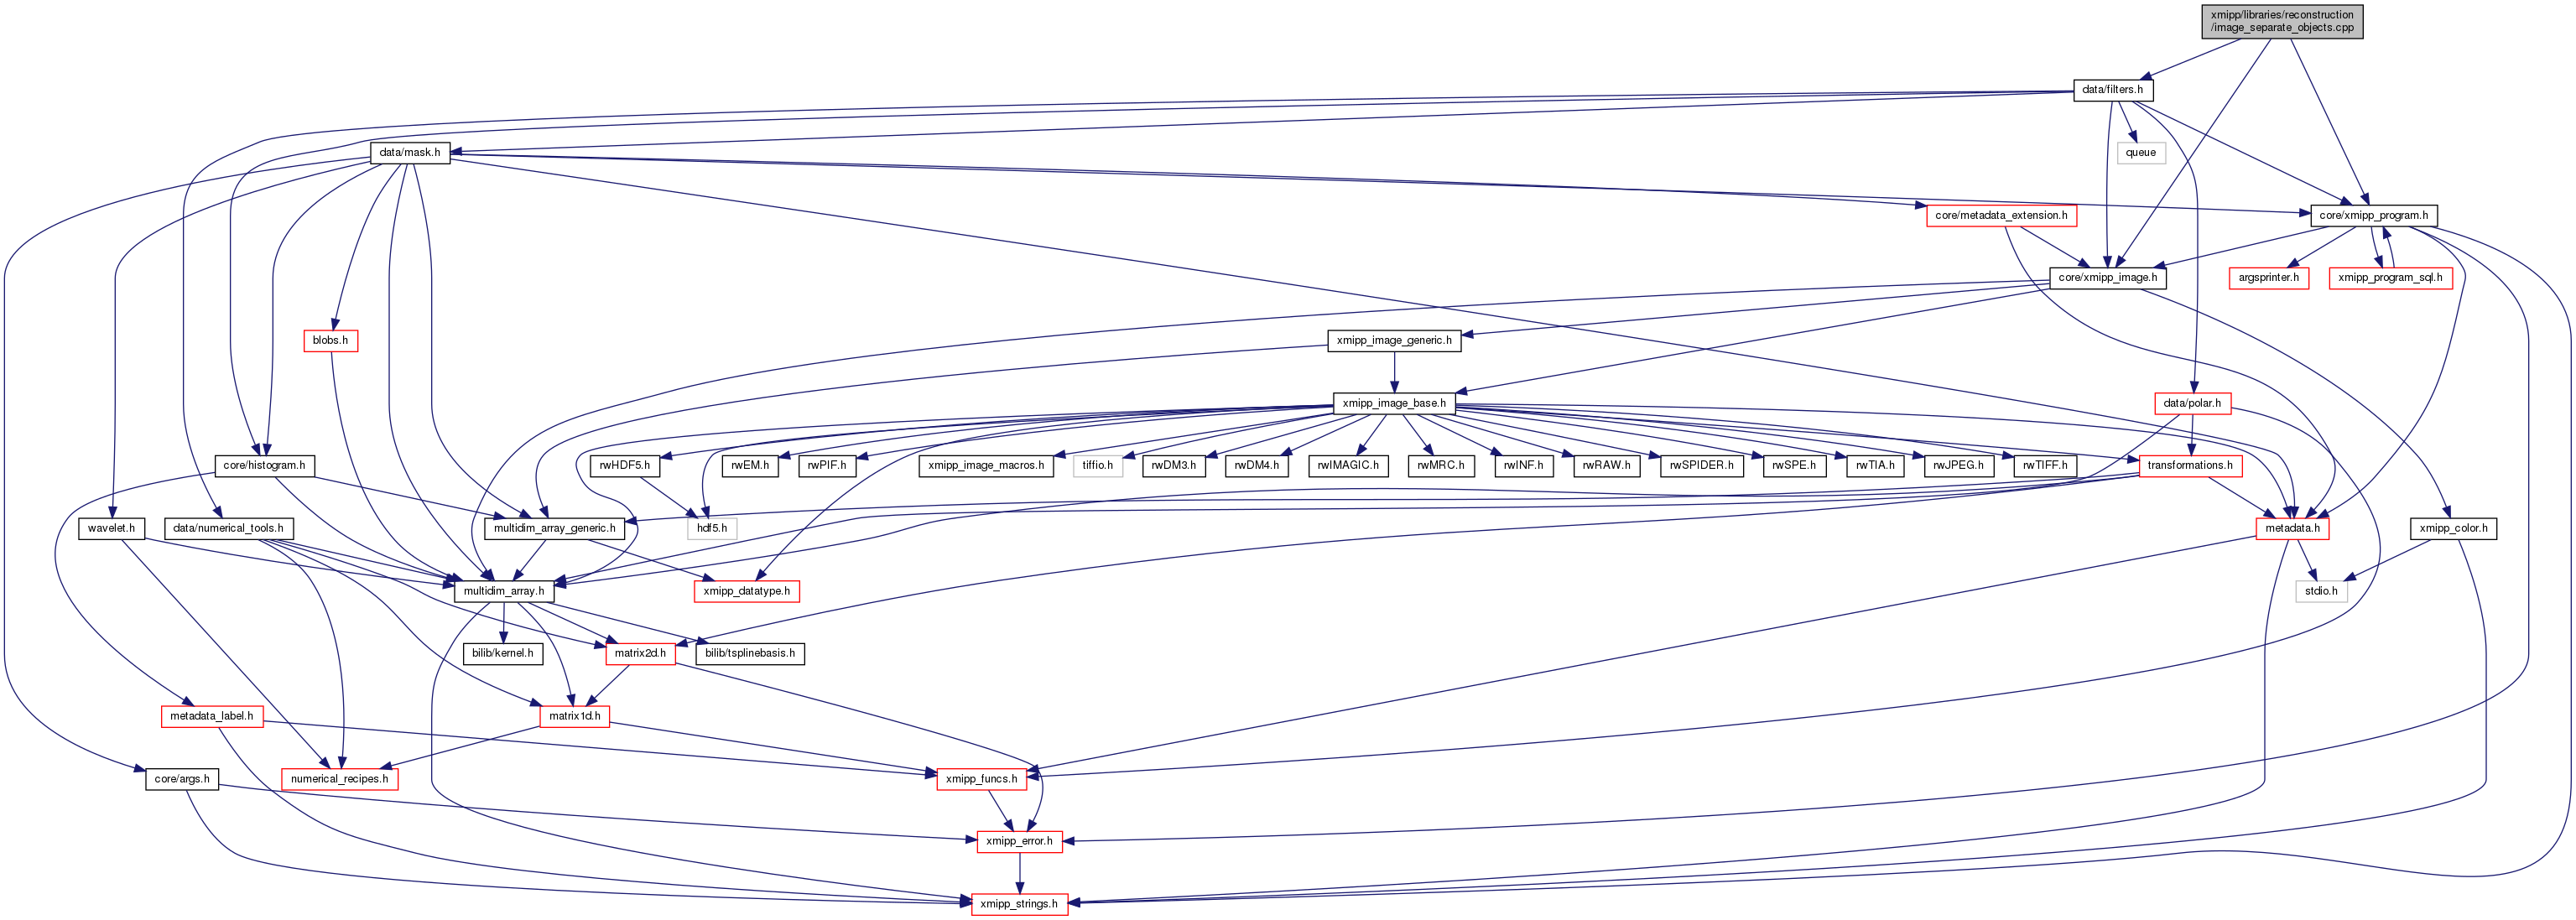 xmipp/libraries/reconstruction
/image_separate_objects.cpp
data/filters.h
data/mask.h
queue
core/metadata_extension.h
core/xmipp_program.h
core/xmipp_image.h
argsprinter.h
xmipp_program_sql.h
blobs.h
xmipp_image_generic.h
xmipp_image_base.h
data/polar.h
core/histogram.h
rwHDF5.h
rwEM.h
rwPIF.h
xmipp_image_macros.h
tiffio.h
rwDM3.h
rwDM4.h
rwIMAGIC.h
rwMRC.h
rwINF.h
rwRAW.h
rwSPIDER.h
rwSPE.h
rwTIA.h
rwJPEG.h
rwTIFF.h
transformations.h
wavelet.h
data/numerical_tools.h
multidim_array_generic.h
hdf5.h
metadata.h
xmipp_color.h
multidim_array.h
xmipp_datatype.h
stdio.h
bilib/kernel.h
matrix2d.h
bilib/tsplinebasis.h
metadata_label.h
matrix1d.h
core/args.h
numerical_recipes.h
xmipp_funcs.h
xmipp_error.h
xmipp_strings.h